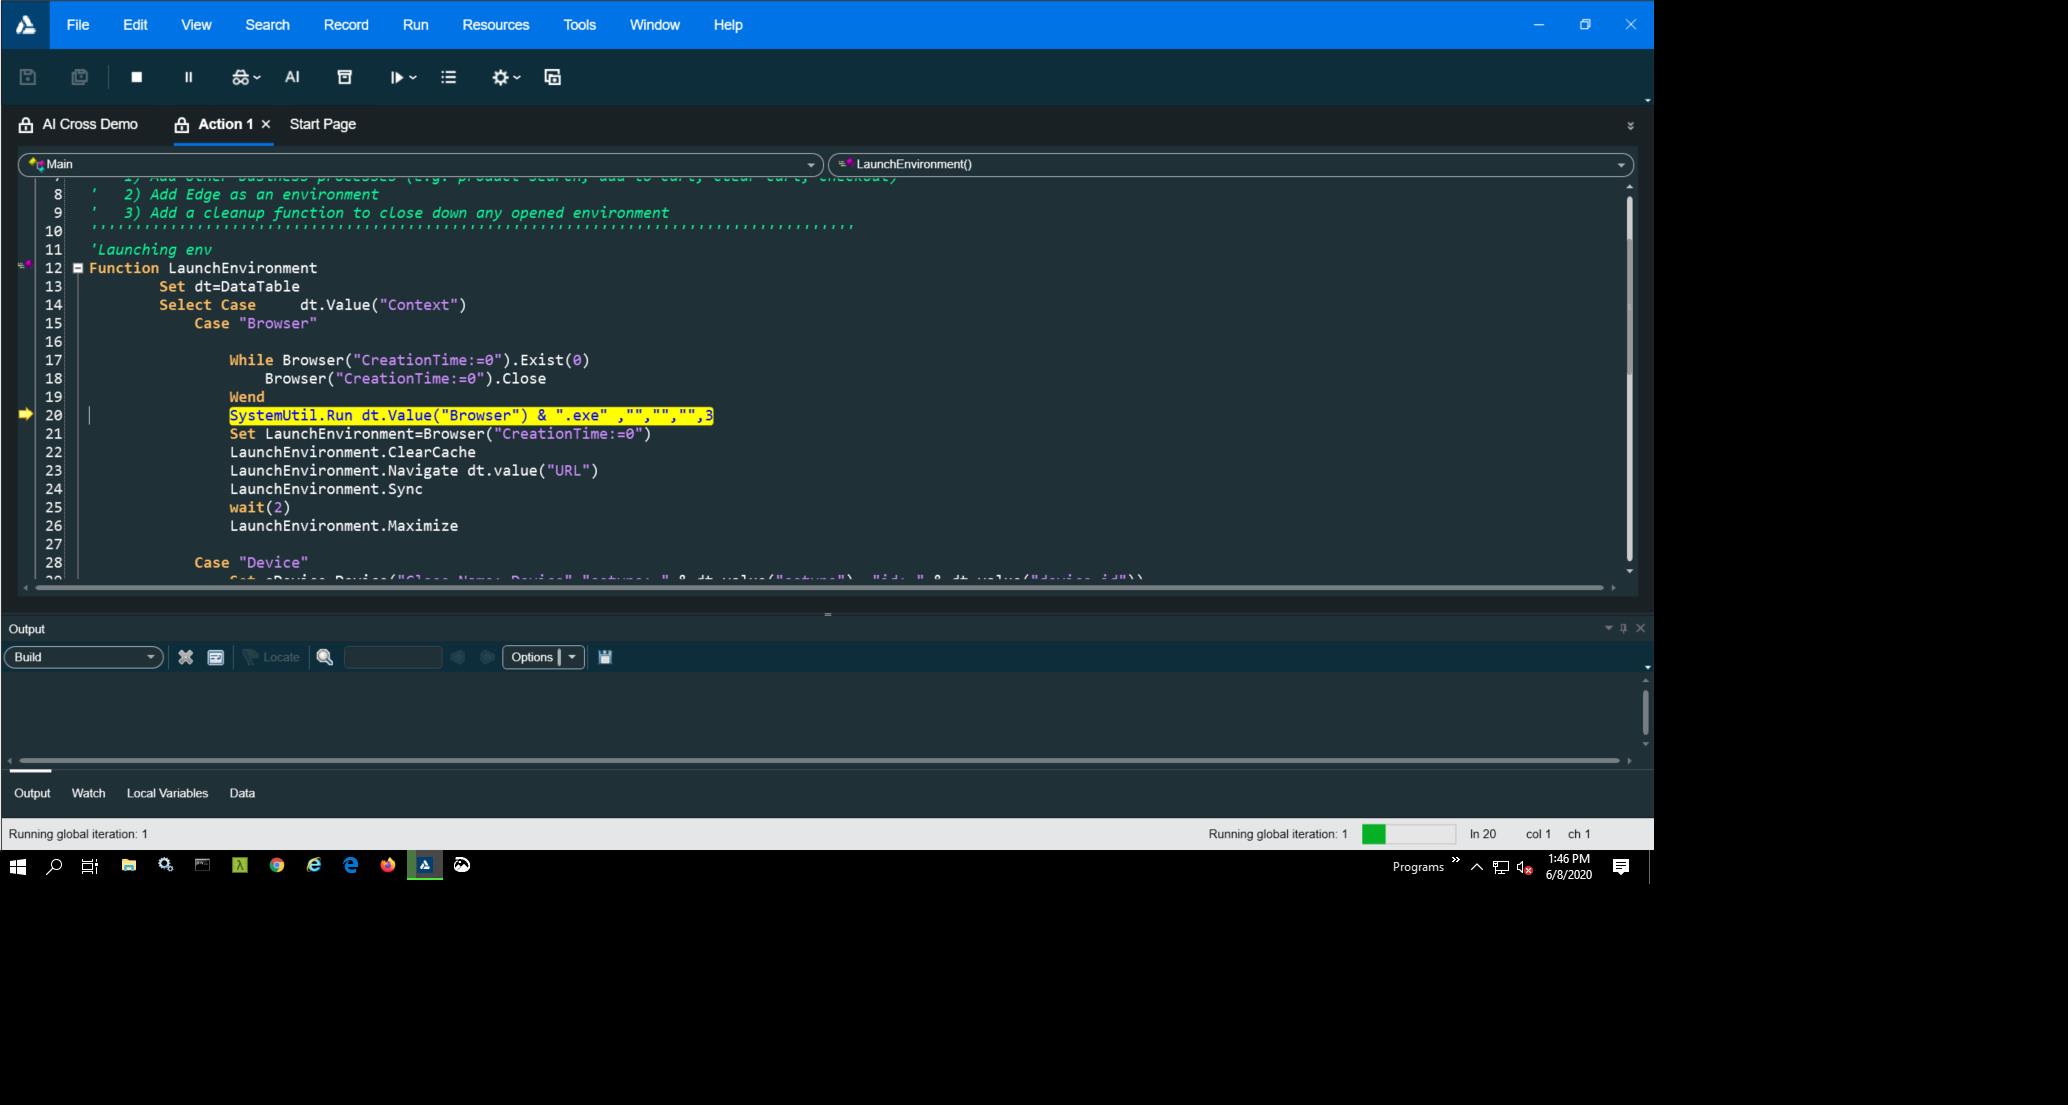 File Edit View Search Record Run Resources Tools Window Help
AI
AI Cross Demo Action 1 × Start Page
Main LaunchEnvironment()
7 ' 1) Add other business processes (e.g. product search, add to cart, clear cart, checkout)
8 ' 2) Add Edge as an environment
9 ' 3) Add a cleanup function to close down any opened environment
10 ''''''''''''''''''''''''''''''''''''''''''''''''''''''''''''''''''''''''''''''''''''''
11 'Launching env
12 Function LaunchEnvironment
13 Set dt=DataTable
14 Select Case dt.Value("Context")
15 Case "Browser"
16
17 While Browser("CreationTime:=0").Exist(0)
18 Browser("CreationTime:=0").Close
19 Wend
20 SystemUtil.Run dt.Value("Browser") & ".exe" ,"","","",3
21 Set LaunchEnvironment=Browser("CreationTime:=0")
22 LaunchEnvironment.ClearCache
23 LaunchEnvironment.Navigate dt.value("URL")
24 LaunchEnvironment.Sync
25 wait(2)
26 LaunchEnvironment.Maximize
27
28 Case "Device"
Output
Build Locate Options
Output Watch Local Variables Data
Running global iteration: 1 Running global iteration: 1 ln 20 col 1 ch 1
Programs 1:46 PM
6/8/2020